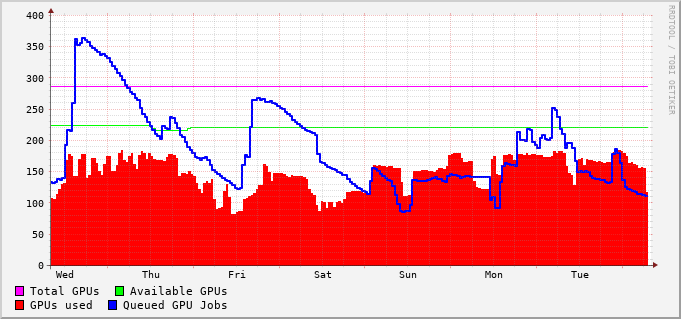 400
350
300
250
200
150
100
50
0
Wed Thu Fri Sat Sun Mon Tue
Total GPUs Available GPUs
GPUs used Queued GPU Jobs
RRDTOOL / TOBI OETIKER